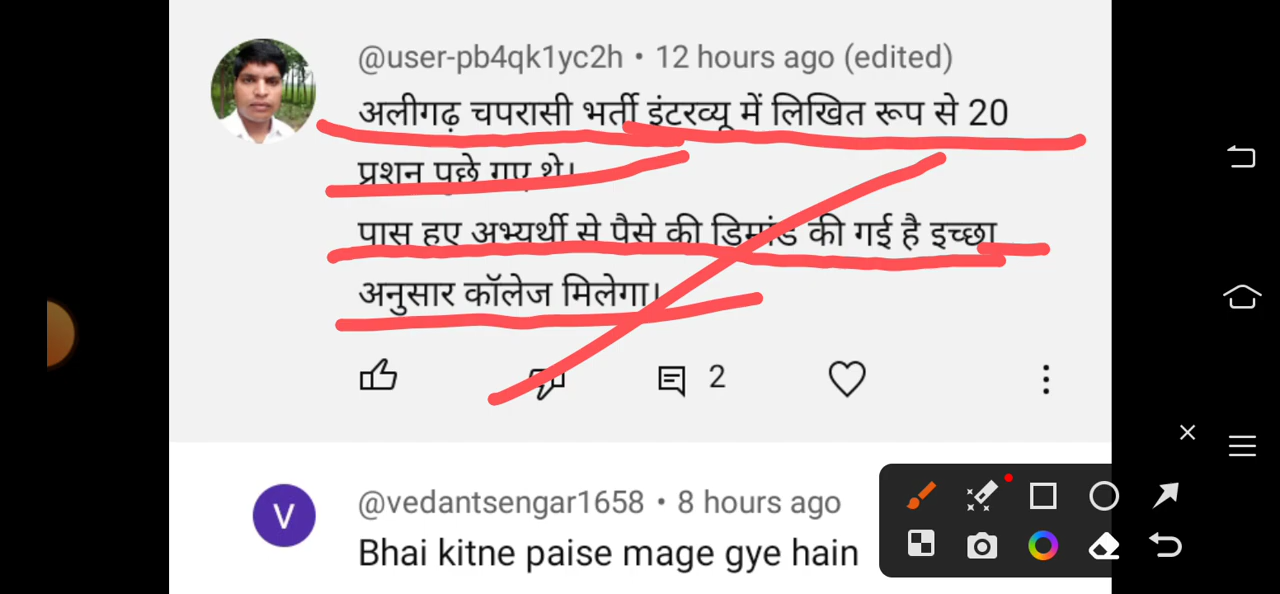 @user-pb4qk1yc2h • 12 hours ago (edited)
अलीगढ़ चपरासी भर्ती इंटरव्यू में लिखित रूप से 20
प्रशन पुछे गए थे।
पास हुए अभ्यर्थी से पैसे की डिमांड की गई है इच्छा
अनुसार कॉलेज मिलेगा।
2
V
@vedantsengar1658 • 8 hours ago
Bhai kitne paise mage gye hain